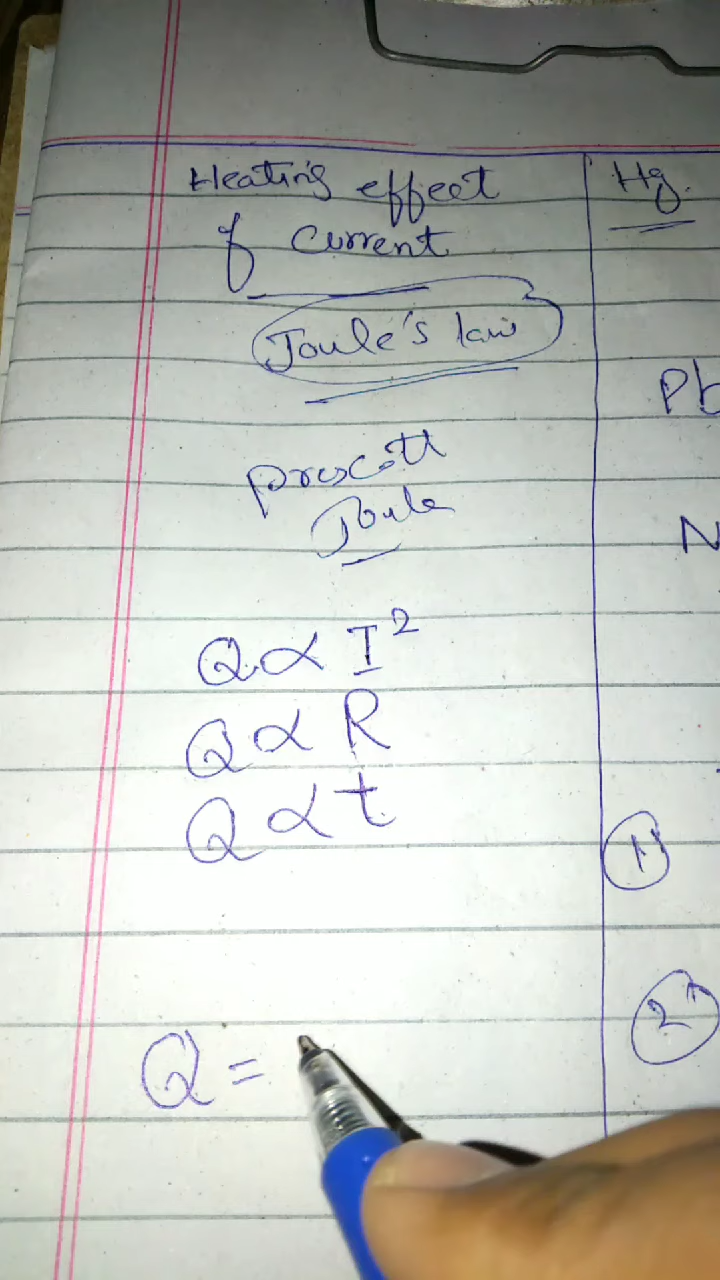 Heating effect
of current
Joule's law
Prescott
Joule
Q ∝ I²
Q ∝ R
Q ∝ t
Q =
Hg.
Pb
N
1
2